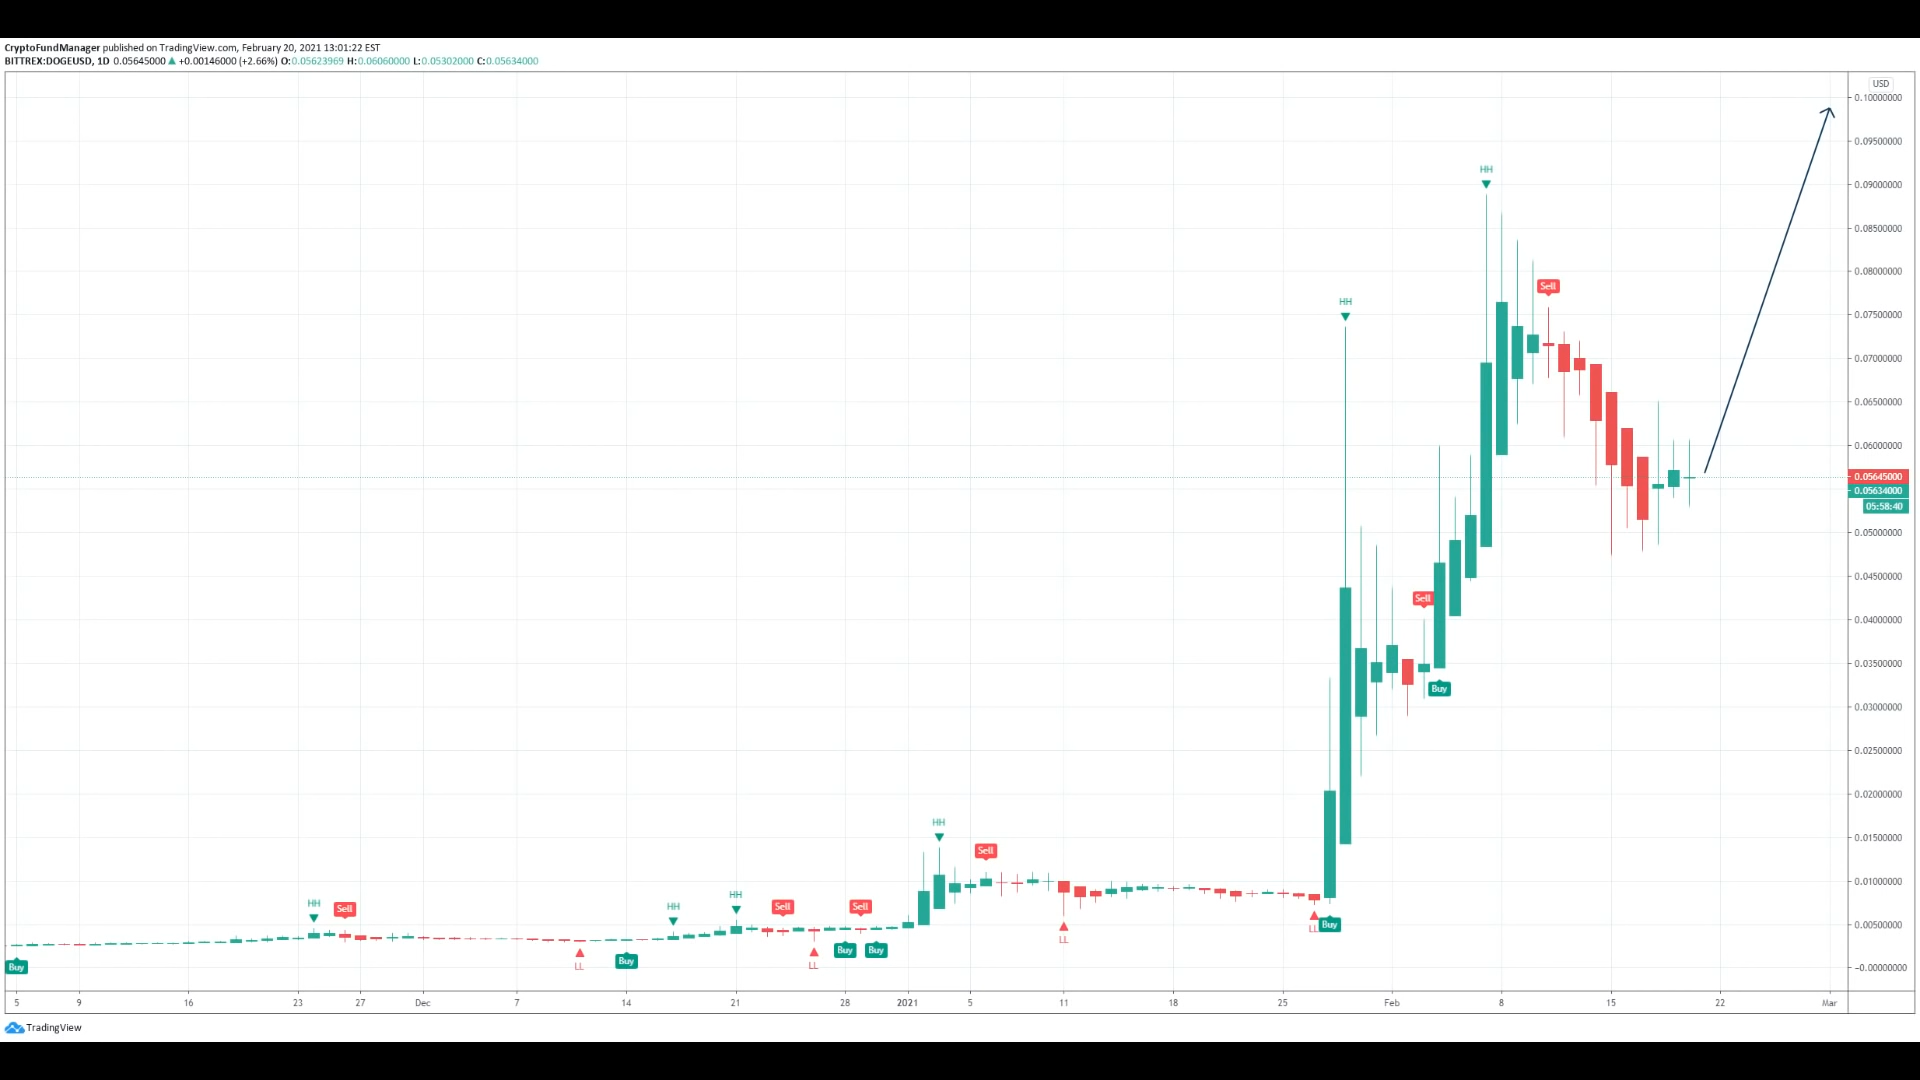 CryptoFundManager published on TradingView.com, February 20, 2021 13:01:22 EST
BITTREX:DOGEUSD, 1D 0.05645000 ▲ +0.00146000 (+2.66%) O:0.05623969 H:0.06060000 L:0.05302000 C:0.05634000
USD
0.10000000
0.09500000
HH
0.09000000
0.08500000
0.08000000
Sell
HH
0.07500000
0.07000000
0.06500000
0.06000000
0.05645000
0.05634000
05:58:40
0.05000000
0.04500000
Sell
0.04000000
0.03500000
Buy
0.03000000
0.02500000
0.02000000
HH
0.01500000
Sell
0.01000000
HH
HH
HH
Sell
Sell
Sell
0.00500000
LL
Buy
LL
Buy
Buy
Buy
LL
LL
Buy
−0.00000000
5 9 16 23 27 Dec 7 14 21 28 2021 5 11 18 25 Feb 8 15 22 Mar
TradingView